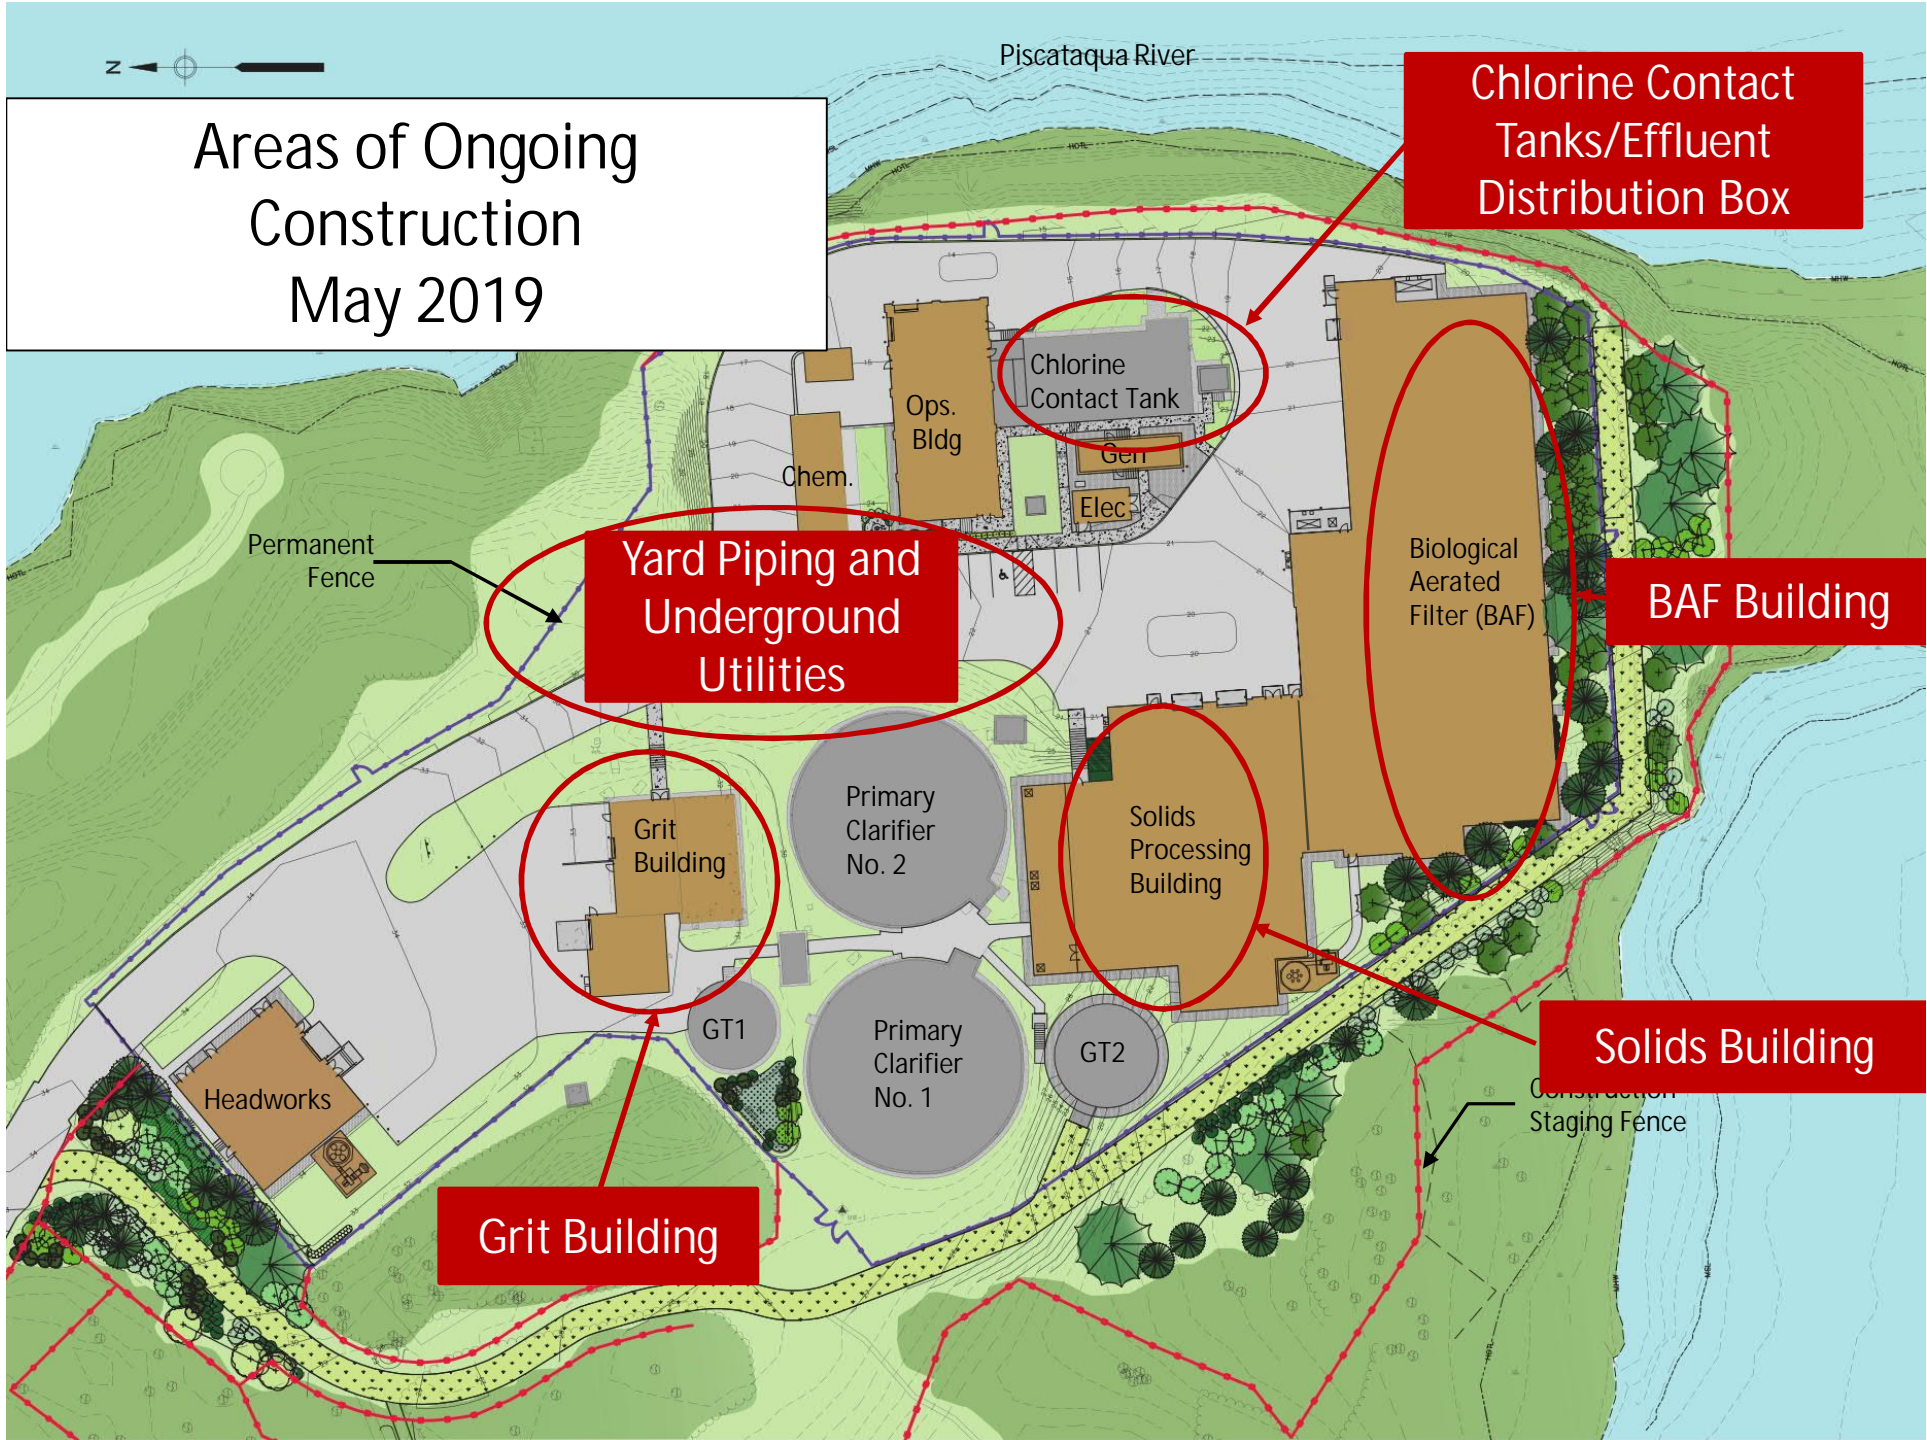 N
Piscataqua River
Areas of Ongoing
Construction
May 2019
Chlorine Contact
Tanks/Effluent
Distribution Box
Chlorine
Contact Tank
Ops.
Bldg
Gen
Chem.
Elec
Permanent
Fence
Yard Piping and
Underground
Utilities
Biological
Aerated
Filter (BAF)
BAF Building
Primary
Clarifier
No. 2
Grit
Building
Solids
Processing
Building
GT1
Primary
Clarifier
No. 1
GT2
Solids Building
Headworks
Construction
Staging Fence
Grit Building